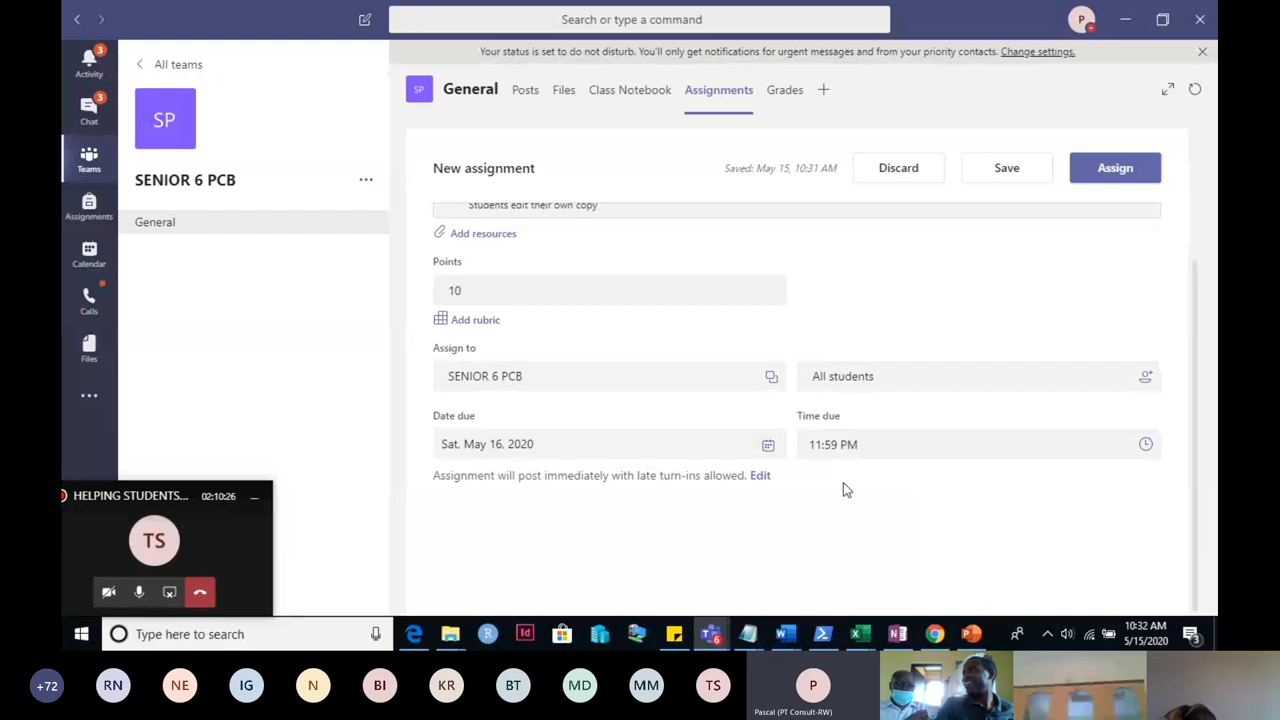 Search or type a command
P
Your status is set to do not disturb. You'll only get notifications for urgent messages and from your priority contacts. Change settings.
3
Activity
3
Chat
Teams
Assignments
Calendar
Calls
Files
All teams
SP
SENIOR 6 PCB
General
SP
General
Posts
Files
Class Notebook
Assignments
Grades
New assignment
Saved: May 15, 10:31 AM
Discard
Save
Assign
Students edit their own copy
Add resources
Points
10
Add rubric
Assign to
SENIOR 6 PCB
All students
Date due
Time due
Sat, May 16, 2020
11:59 PM
Assignment will post immediately with late turn-ins allowed. Edit
HELPING STUDENTS...
02:10:26
TS
Type here to search
R
Id
6
10:32 AM
5/15/2020
3
+72
RN
NE
IG
N
BI
KR
BT
MD
MM
TS
P
Pascal (PT Consult-RW)